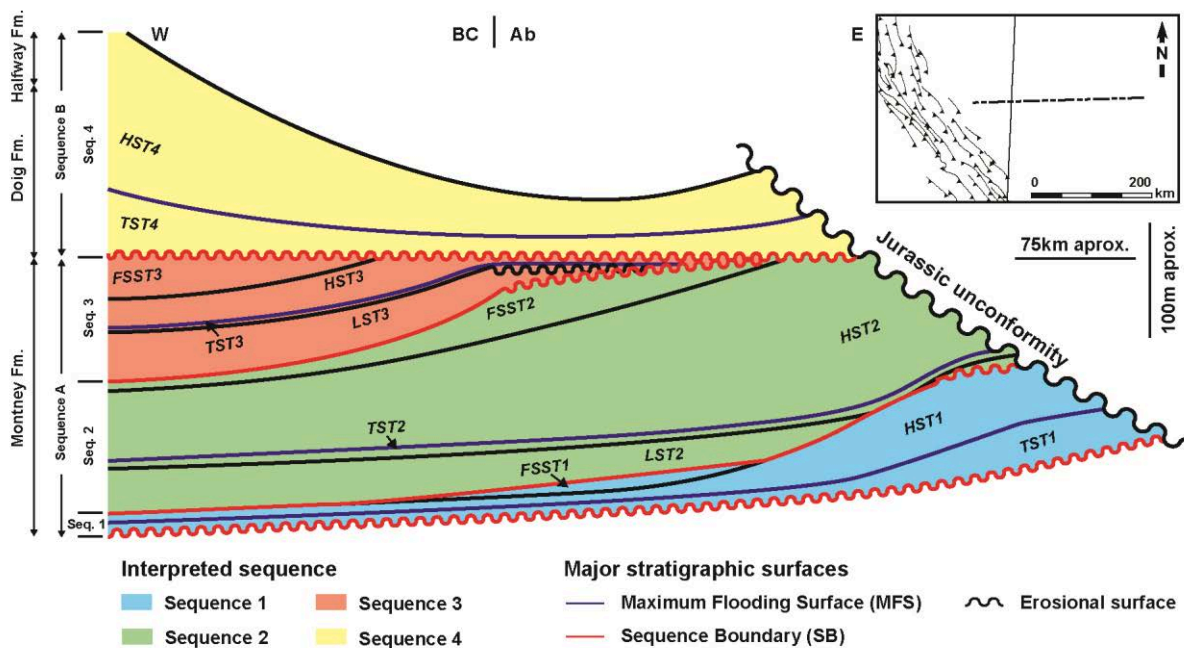 W
BC | Ab
E
N
0 200
km
75km aprox.
100m aprox.
Halfway Fm.
Doig Fm.
Montney Fm.
Sequence B
Sequence A
Seq. 4
Seq. 3
Seq. 2
Seq. 1
HST4
TST4
FSST3
HST3
TST3
LST3
FSST2
HST2
TST2
LST2
FSST1
HST1
TST1
Jurassic unconformity
Interpreted sequence
Sequence 1
Sequence 2
Sequence 3
Sequence 4
Major stratigraphic surfaces
Maximum Flooding Surface (MFS)
Sequence Boundary (SB)
Erosional surface